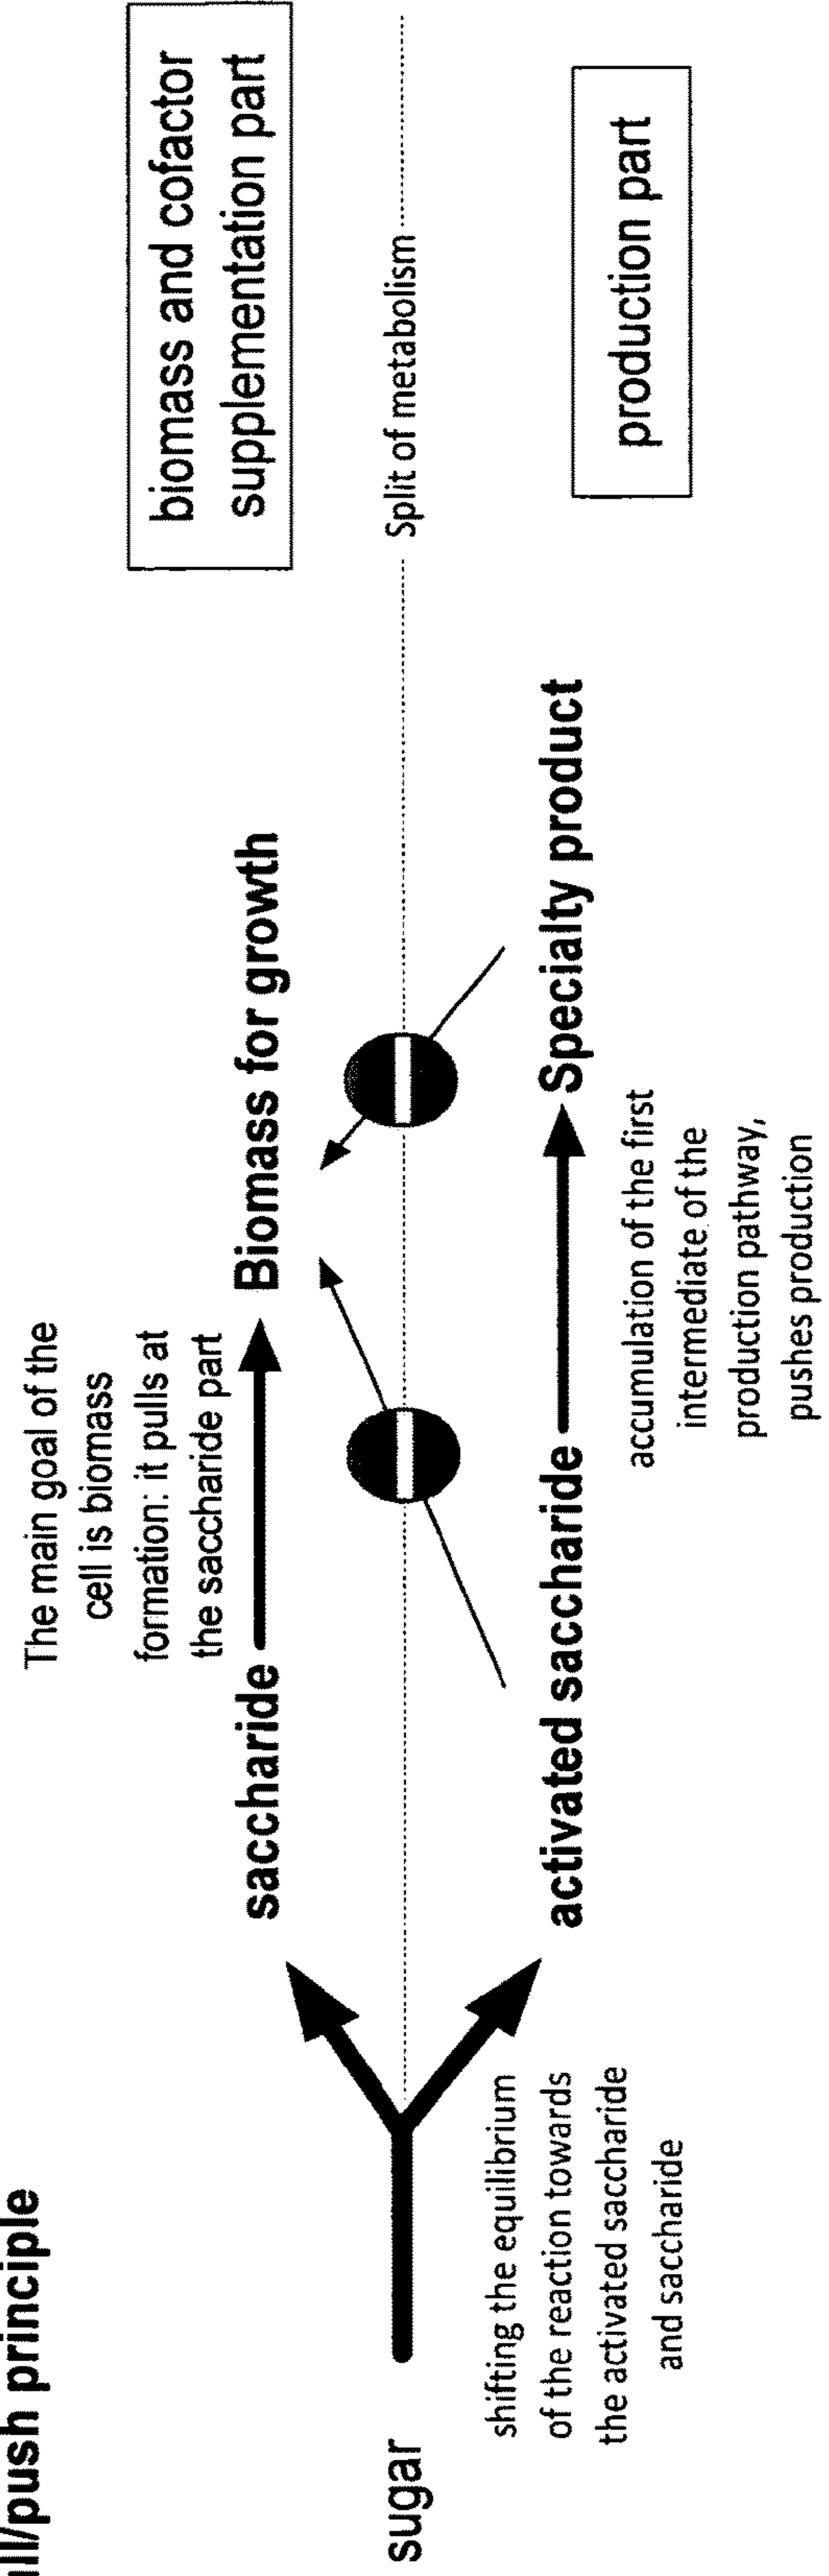 ll/push principle
The main goal of the
cell is biomass
formation: it pulls at
the saccharide part
biomass and cofactor
supplementation part
saccharide
Biomass for growth
sugar
Split of metabolism
shifting the equilibrium
of the reaction towards
the activated saccharide
and saccharide
activated saccharide
Specialty product
production part
accumulation of the first
intermediate of the
production pathway,
pushes production